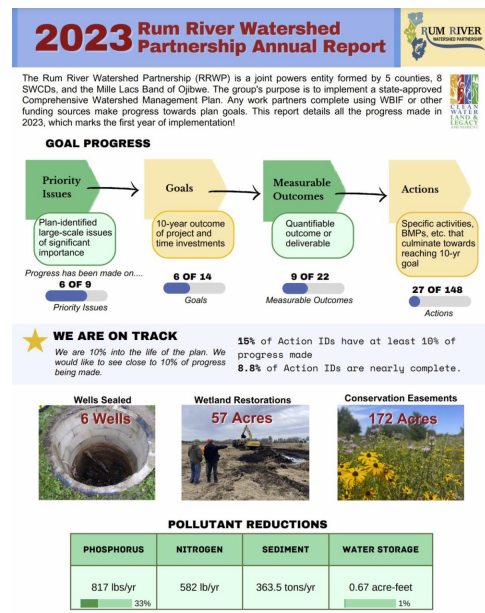 2023 Rum River Watershed
Partnership Annual Report
RUM RIVER
WATERSHED PARTNERSHIP
The Rum River Watershed Partnership (RRWP) is a joint powers entity formed by 5 counties, 8
SWCDs, and the Mille Lacs Band of Ojibwe. The group's purpose is to implement a state-approved
Comprehensive Watershed Management Plan. Any work partners complete using WBIF or other
funding sources make progress towards plan goals. This report details all the progress made in
2023, which marks the first year of implementation!
CLEAN
WATER
LAND &
LEGACY
AMENDMENT
GOAL PROGRESS
Priority
Issues
Goals
Measurable
Outcomes
Actions
Plan-identified
large-scale issues
of significant
importance
10-year outcome
of project and
time investments
Quantifiable
outcome or
deliverable
Specific activities,
BMPs, etc. that
culminate towards
reaching 10-yr
goal
Progress has been made on....
6 OF 9
Priority Issues
6 OF 14
Goals
9 OF 22
Measurable Outcomes
27 OF 148
Actions
WE ARE ON TRACK
We are 10% into the life of the plan. We
would like to see close to 10% of progress
being made.
15% of Action IDs have at least 10% of
progress made
8.8% of Action IDs are nearly complete.
Wells Sealed
6 Wells
Wetland Restorations
57 Acres
Conservation Easements
172 Acres
POLLUTANT REDUCTIONS
PHOSPHORUS NITROGEN SEDIMENT WATER STORAGE
817 lbs/yr 582 lb/yr 363.5 tons/yr 0.67 acre-feet
33% 1%